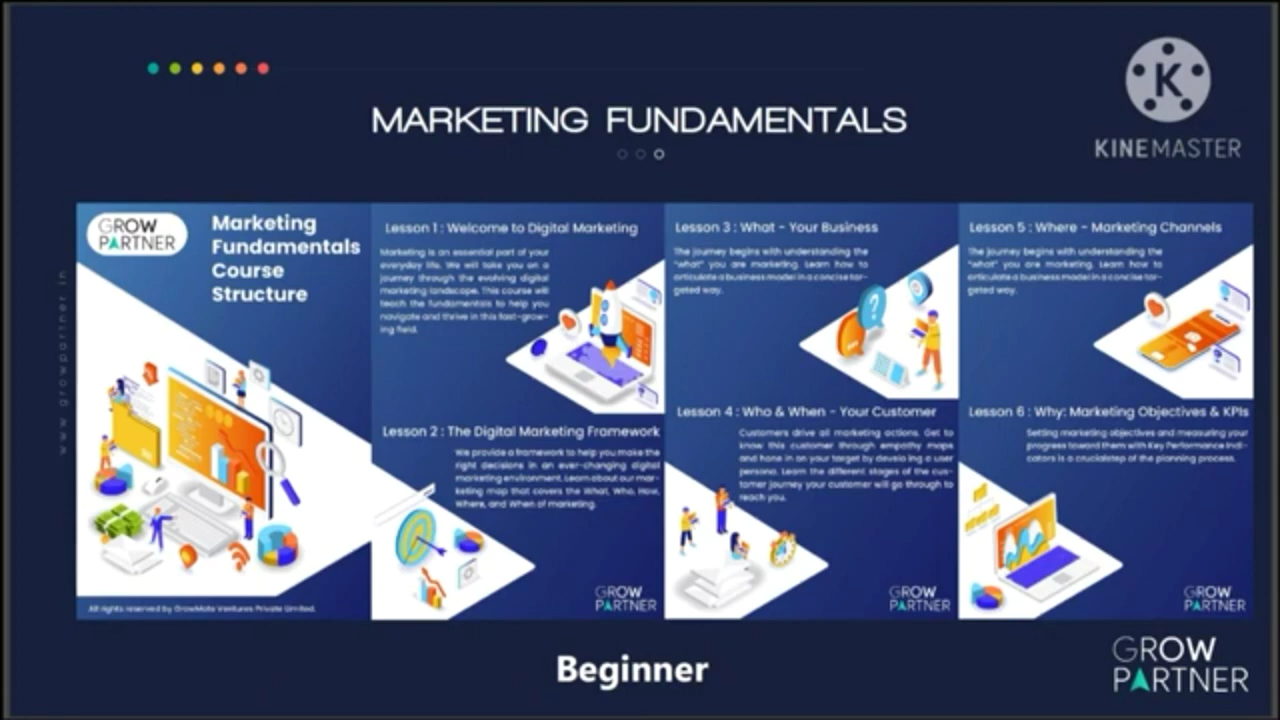 MARKETING FUNDAMENTALS
K
KINEMASTER
www.growpartner.in
GROW
PARTNER
Marketing
Fundamentals
Course
Structure
All rights reserved by GrowMate Ventures Private Limited.
Lesson 1 : Welcome to Digital Marketing
Marketing is an essential part of your
everyday life. We will take you on a
journey through the evolving digital
marketing landscape. This course will
teach the fundamentals to help you
navigate and thrive in this fast-grow-
ing field.
Lesson 2 : The Digital Marketing Framework
We provide a framework to help you make the
right decisions in an ever-changing digital
marketing environment. Learn about our mar-
keting map that covers the What, Who, How,
Where, and When of marketing.
GROW
PARTNER
Lesson 3 : What - Your Business
The journey begins with understanding the
"what" you are marketing. Learn how to
articulate a business model in a concise tar-
geted way.
Lesson 4 : Who & When - Your Customer
Customers drive all marketing actions. Get to
know this customer through empathy maps
and hone in on your target by develo ing a user
persona. Learn the different stages of the cus-
tomer journey your customer will go through to
reach you.
GROW
PARTNER
Lesson 5 : Where - Marketing Channels
The journey begins with understanding the
"what" you are marketing. Learn how to
articulate a business model in a concise tar-
geted way.
Lesson 6 : Why: Marketing Objectives & KPIs
Setting marketing objectives and measuring your
progress toward them with Key Performance Indi-
cators is a crucialstep of the planning process.
GROW
PARTNER
Beginner
GROW
PARTNER